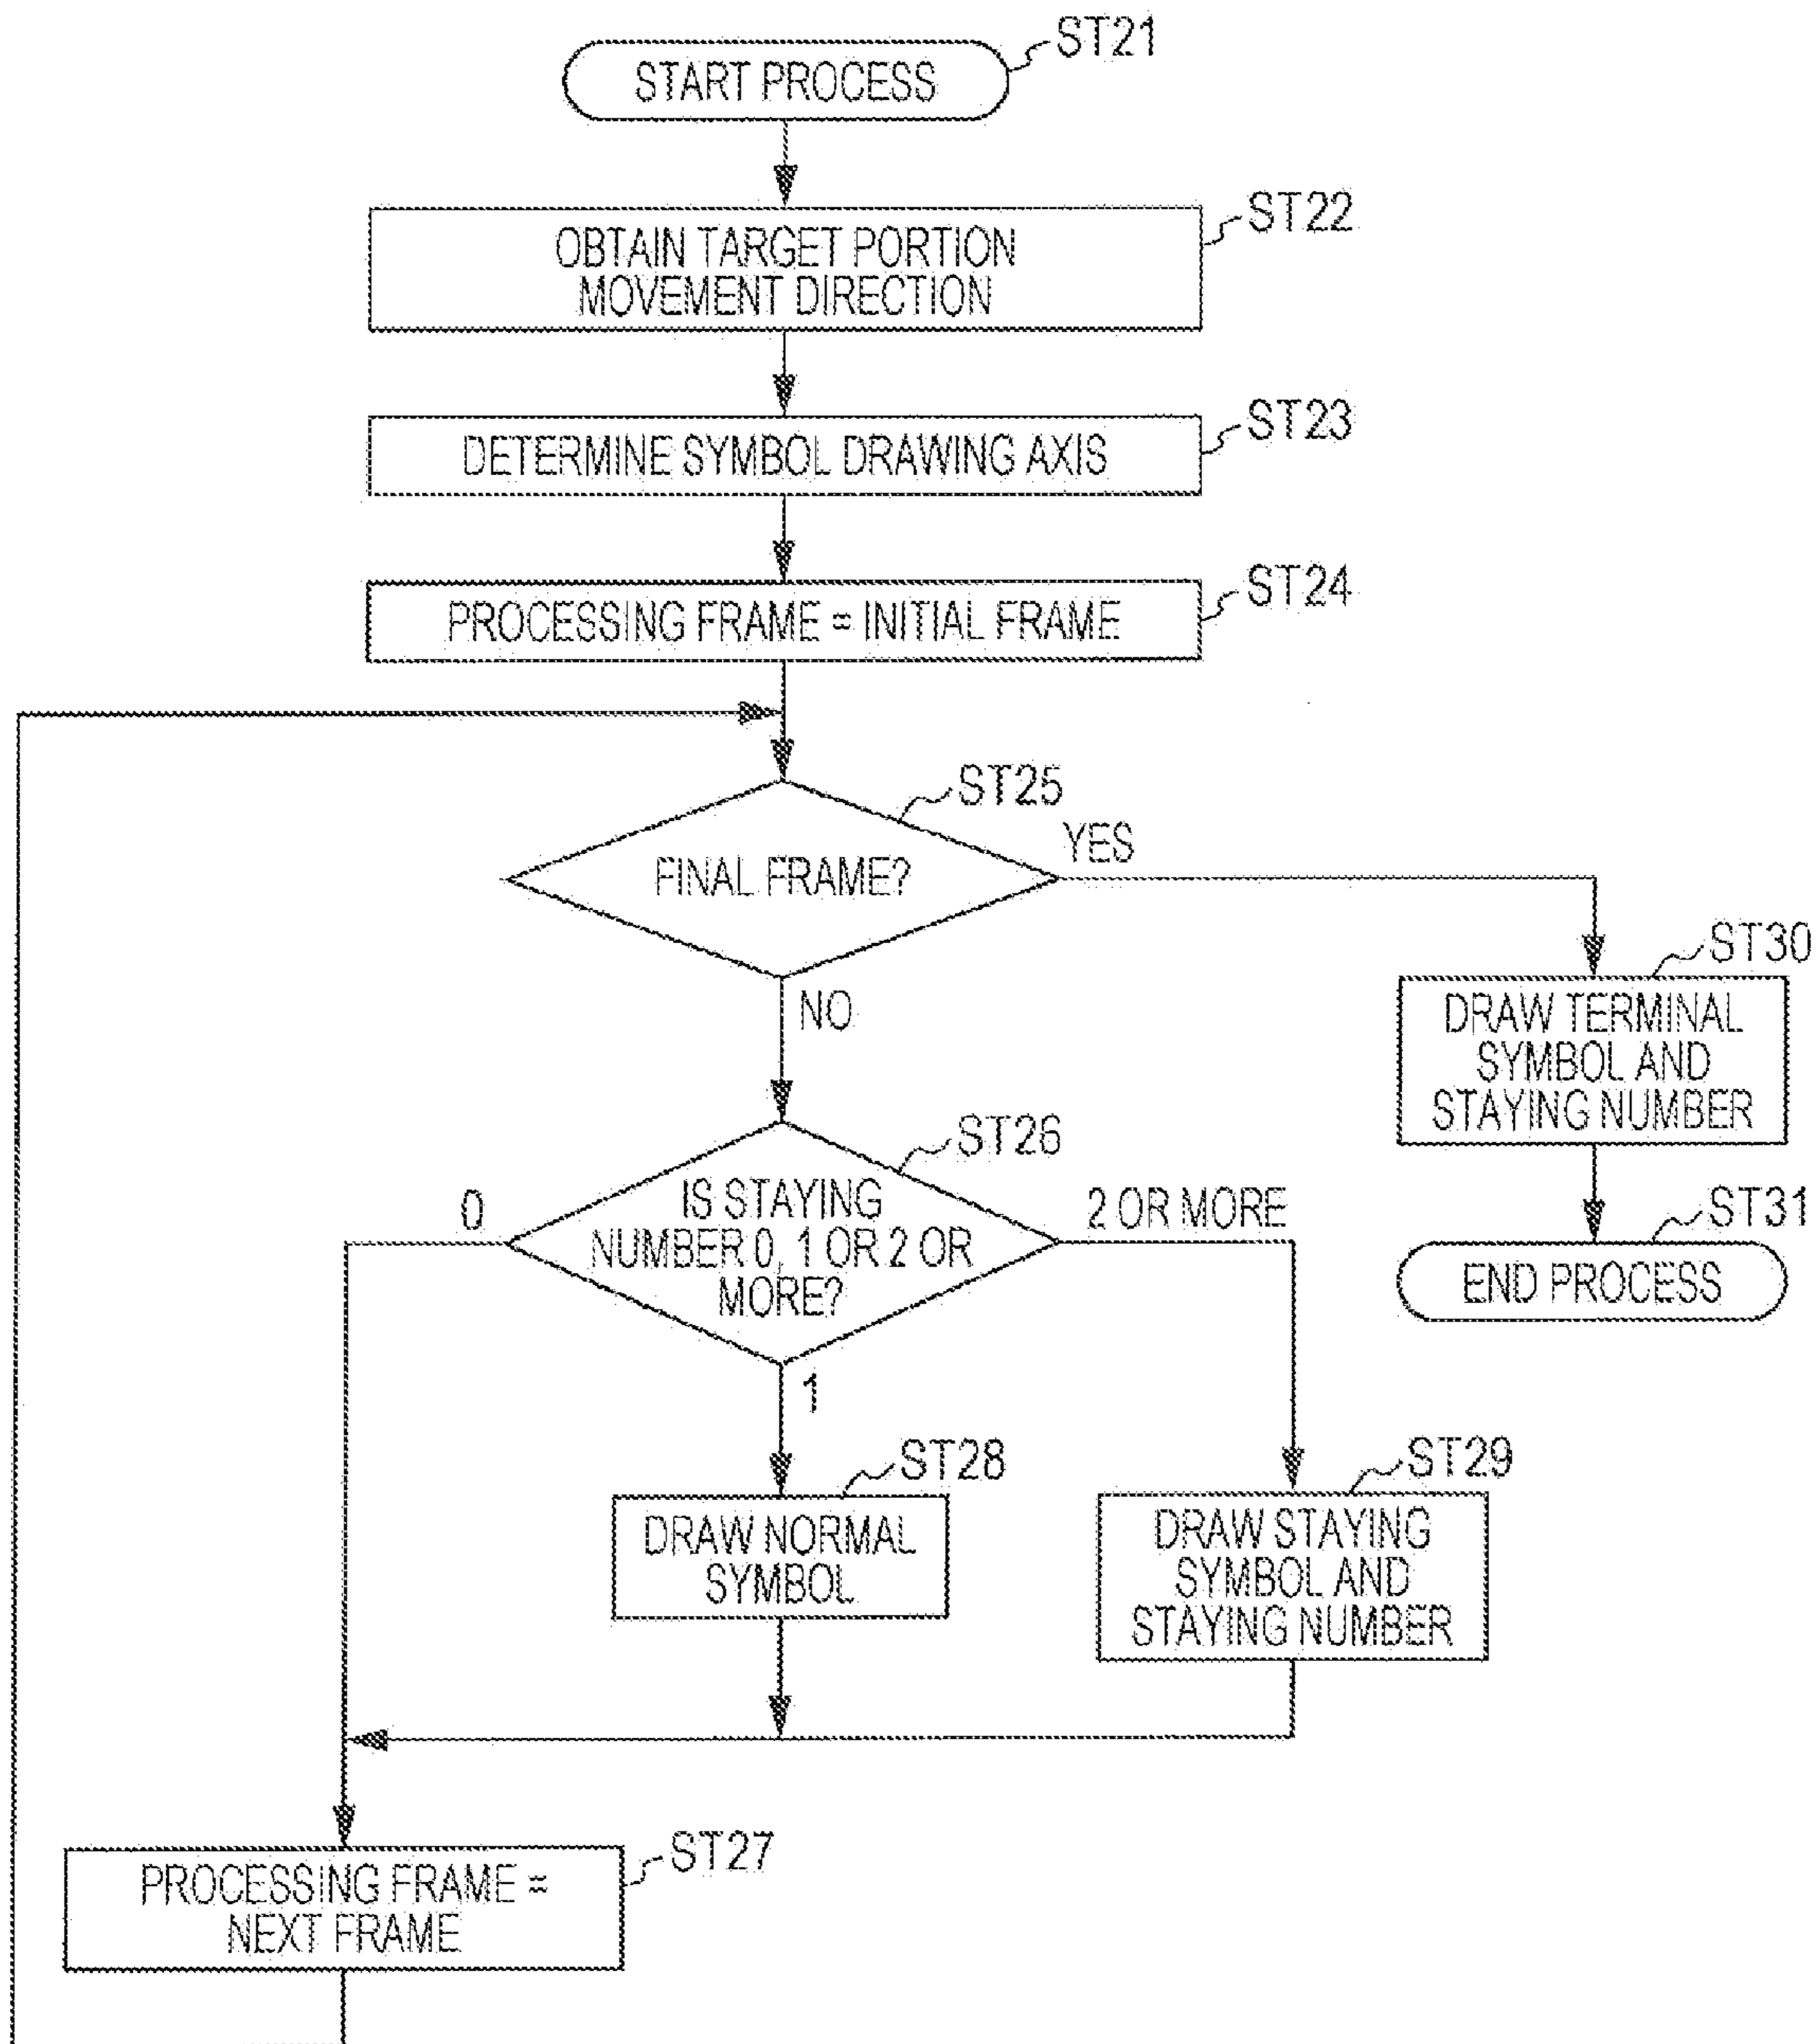 ST21
START PROCESS
ST22
OBTAIN TARGET PORTION
MOVEMENT DIRECTION
ST23
DETERMINE SYMBOL DRAWING AXIS
ST24
PROCESSING FRAME = INITIAL FRAME
ST25
FINAL FRAME?
YES
NO
ST30
DRAW TERMINAL
SYMBOL AND
STAYING NUMBER
ST26
IS STAYING
NUMBER 0, 1 OR 2 OR
MORE?
0
2 OR MORE
1
ST31
END PROCESS
ST28
DRAW NORMAL
SYMBOL
ST29
DRAW STAYING
SYMBOL AND
STAYING NUMBER
ST27
PROCESSING FRAME =
NEXT FRAME